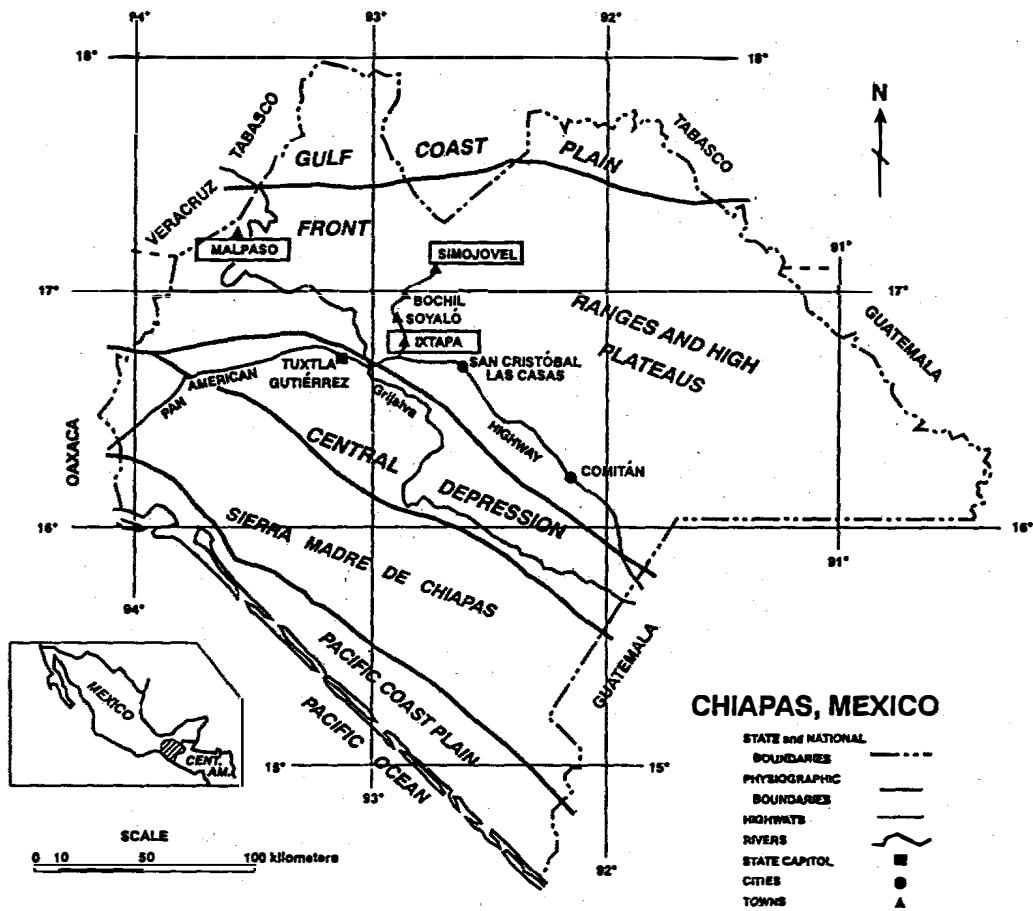 94°
93°
92°
18°
18°
N
TABASCO
GULF
COAST
PLAIN
TABASCO
VERACRUZ
FRONT
MALPASO
SIMOJOVEL
91°
17°
17°
BOCHIL
SOYALÓ
IXTAPA
RANGES AND HIGH
PLATEAUS
GUATEMALA
TUXTLA
GUTIÉRREZ
SAN CRISTÓBAL
LAS CASAS
PAN
AMERICAN
HIGHWAY
Grijalva
OAXACA
CENTRAL
DEPRESSION
COMITÁN
16°
16°
91°
SIERRA MADRE DE CHIAPAS
94°
GUATEMALA
MEXICO
CENT.
AM.
PACIFIC COAST PLAIN
PACIFIC
OCEAN
15°
15°
93°
92°
CHIAPAS, MEXICO
STATE and NATIONAL
BOUNDARIES
PHYSIOGRAPHIC
BOUNDARIES
HIGHWAYS
RIVERS
STATE CAPITOL
CITIES
TOWNS
SCALE
0 10 50 100 kilometers